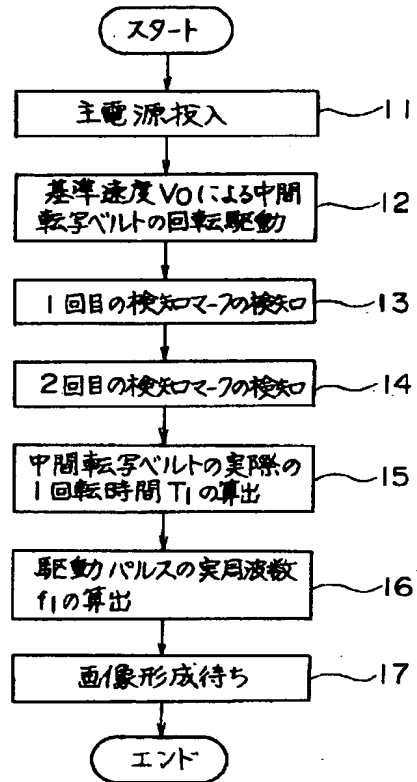 スタート
主電源投入
11
基準速度V0による中間
転写ベルトの回転駆動
12
1回目の検知マークの検知
13
2回目の検知マークの検知
14
中間転写ベルトの実際の
1回転時間T1の算出
15
駆動パルスの実周波数
f1の算出
16
画像形成待ち
17
エンド